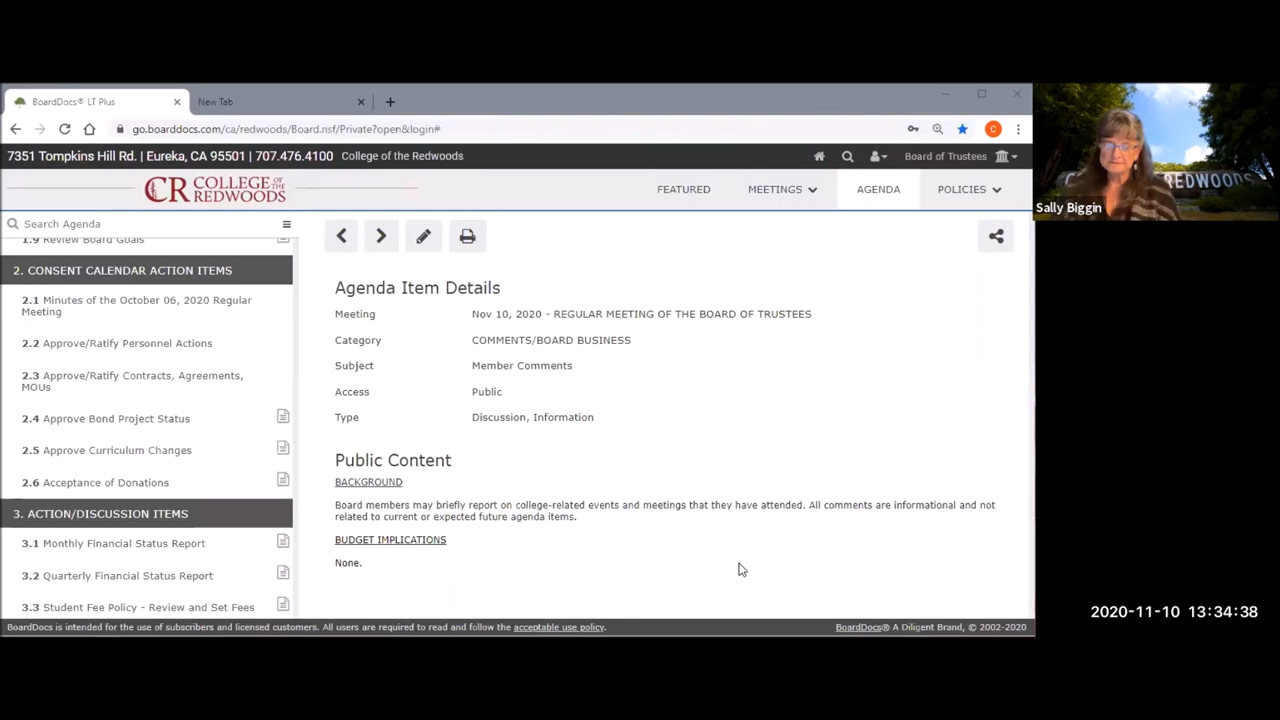 BoardDocs® LT Plus
New Tab
go.boarddocs.com/ca/redwoods/Board.nsf/Private?open&login#
C
7351 Tompkins Hill Rd. | Eureka, CA 95501 | 707.476.4100 College of the Redwoods
Board of Trustees
CR COLLEGE OF THE REDWOODS
FEATURED
MEETINGS
AGENDA
POLICIES
Search Agenda
1.9 Review Board Goals
2. CONSENT CALENDAR ACTION ITEMS
2.1 Minutes of the October 06, 2020 Regular
Meeting
2.2 Approve/Ratify Personnel Actions
2.3 Approve/Ratify Contracts, Agreements,
MOUs
2.4 Approve Bond Project Status
2.5 Approve Curriculum Changes
2.6 Acceptance of Donations
3. ACTION/DISCUSSION ITEMS
3.1 Monthly Financial Status Report
3.2 Quarterly Financial Status Report
3.3 Student Fee Policy - Review and Set Fees
Agenda Item Details
Meeting Nov 10, 2020 - REGULAR MEETING OF THE BOARD OF TRUSTEES
Category COMMENTS/BOARD BUSINESS
Subject Member Comments
Access Public
Type Discussion, Information
Public Content
BACKGROUND
Board members may briefly report on college-related events and meetings that they have attended. All comments are informational and not
related to current or expected future agenda items.
BUDGET IMPLICATIONS
None.
BoardDocs is intended for the use of subscribers and licensed customers. All users are required to read and follow the acceptable use policy.
BoardDocs® A Diligent Brand, © 2002-2020
REDWOODS
Sally Biggin
2020-11-10 13:34:38